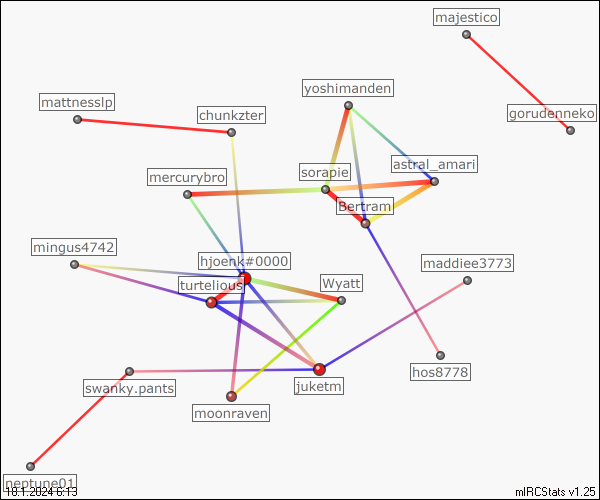 majestico
yoshimanden
mattnesslp
chunkzter
gorudenneko
astral_amari
sorapie
mercurybro
Bertram
mingus4742
hjoenk#0000
maddiee3773
turtelious
Wyatt
hos8778
juketm
swanky.pants
moonraven
neptune01
18.1.2024 6:13
mIRCStats v1.25